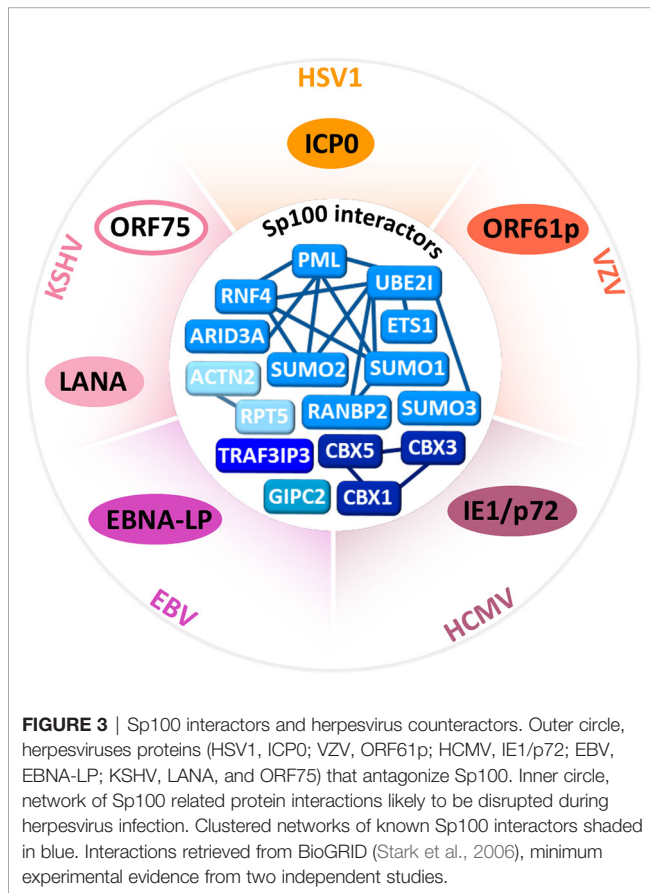 HSV1
ICP0
ORF75
ORF61p
KSHV
VZV
Sp100 interactors
PML
UBE2I
RNF4
ETS1
ARID3A
SUMO2
SUMO1
ACTN2
RPT5
RANBP2
SUMO3
TRAF3IP3
CBX5
CBX3
GIPC2
CBX1
LANA
EBNA-LP
IE1/p72
EBV
HCMV
FIGURE 3 | Sp100 interactors and herpesvirus counteractors. Outer circle,
herpesviruses proteins (HSV1, ICP0; VZV, ORF61p; HCMV, IE1/p72; EBV,
EBNA-LP; KSHV, LANA, and ORF75) that antagonize Sp100. Inner circle,
network of Sp100 related protein interactions likely to be disrupted during
herpesvirus infection. Clustered networks of known Sp100 interactors shaded
in blue. Interactions retrieved from BioGRID (Stark et al., 2006), minimum
experimental evidence from two independent studies.